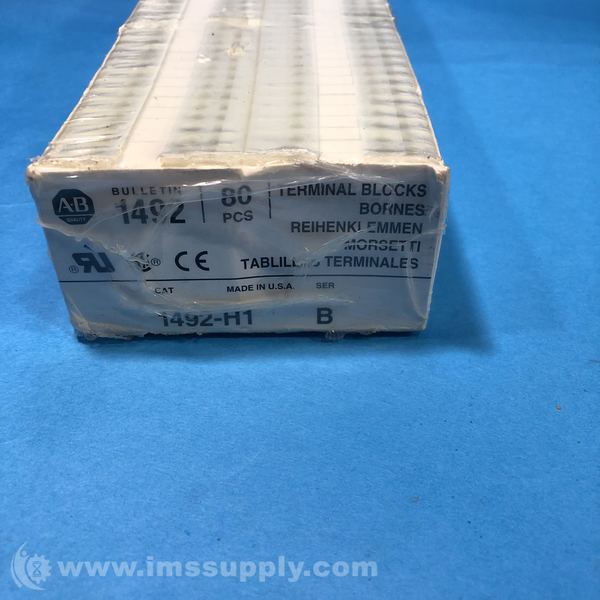 AB
QUALITY
BULLETIN
1492
80
PCS
TERMINAL BLOCKS
BORNES
REIHENKLEMMEN
MORSETTI
TERMINALES
CE
CAT
MADE IN U.S.A.
SER
1492-H1
B
www.imssupply.com